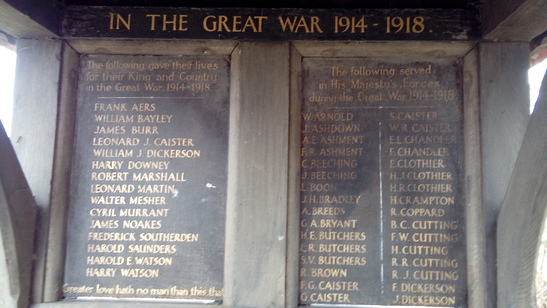 IN THE GREAT WAR 1914 - 1918.
The following gave their lives
for their King and Country
in the Great War, 1914-1918.
FRANK AERS
WILLIAM BAYLEY
JAMES BURR
LEONARD J. CAISTER
WILLIAM J. DICKERSON
HARRY DOWNEY
ROBERT MARSHALL
LEONARD MARTIN
WALTER MESHER
CYRIL MURRANT
JAMES NOAKES
FREDERICK SOUTHERDEN
HAROLD SAUNDERS
HAROLD E WATSON
HARRY WATSON
Greater love hath no man than this, that
The following served
in His Majesty's Forces
during the Great War 1914-1918.
W. ARNOLD
J. ASHDOWN
A. E. ASHMENT
F. R. ASHMENT
C. BEECHING
J. BEECHING
L. BOON
J. H. BRADLEY
A. BREEDS
G. A. BRYANT
H. E. BUTCHERS
L. R. BUTCHERS
S. V. BUTCHERS
R. BROWN
F. G. CAISTER
G. CAISTER
S. CAISTER
W. R. CAISTER
E. L. CHANDLER
F. CHANDLER
F. CLOTHIER
H. J. CLOTHIER
H. R. CLOTHIER
H. CRAMPTON
R. COPPARD
B. C. CUTTING
F. W. CUTTING
H. CUTTING
R. R. CUTTING
R. J. CUTTING
F. DICKERSON
J. DICKERSON